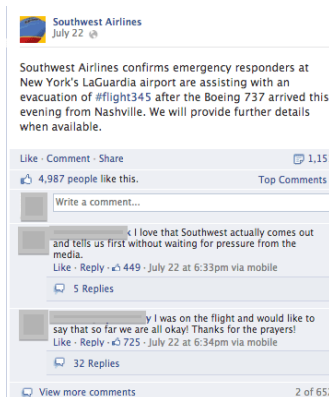 Southwest Airlines
July 22
Southwest Airlines confirms emergency responders at
New York's LaGuardia airport are assisting with an
evacuation of #flight345 after the Boeing 737 arrived this
evening from Nashville. We will provide further details
when available.
Like · Comment · Share 1,15
4,987 people like this. Top Comments
Write a comment...
k I love that Southwest actually comes out
and tells us first without waiting for pressure from the
media.
Like · Reply · 449 · July 22 at 6:33pm via mobile
5 Replies
y I was on the flight and would like to
say that so far we are all okay! Thanks for the prayers!
Like · Reply · 725 · July 22 at 6:34pm via mobile
32 Replies
View more comments 2 of 652